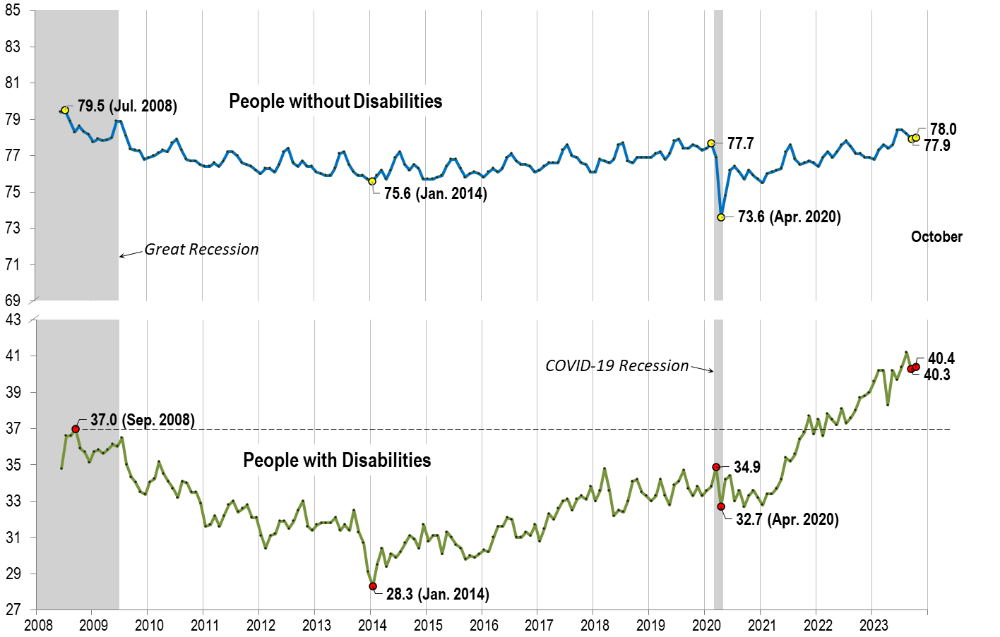 85
83
81
79
77
75
73
71
69
79.5 (Jul. 2008)
People without Disabilities
77.7
78.0
77.9
75.6 (Jan. 2014)
73.6 (Apr. 2020)
October
Great Recession
43
41
39
37
35
33
31
29
27
COVID-19 Recession
40.4
40.3
37.0 (Sep. 2008)
People with Disabilities
34.9
32.7 (Apr. 2020)
28.3 (Jan. 2014)
2008 2009 2010 2011 2012 2013 2014 2015 2016 2017 2018 2019 2020 2021 2022 2023